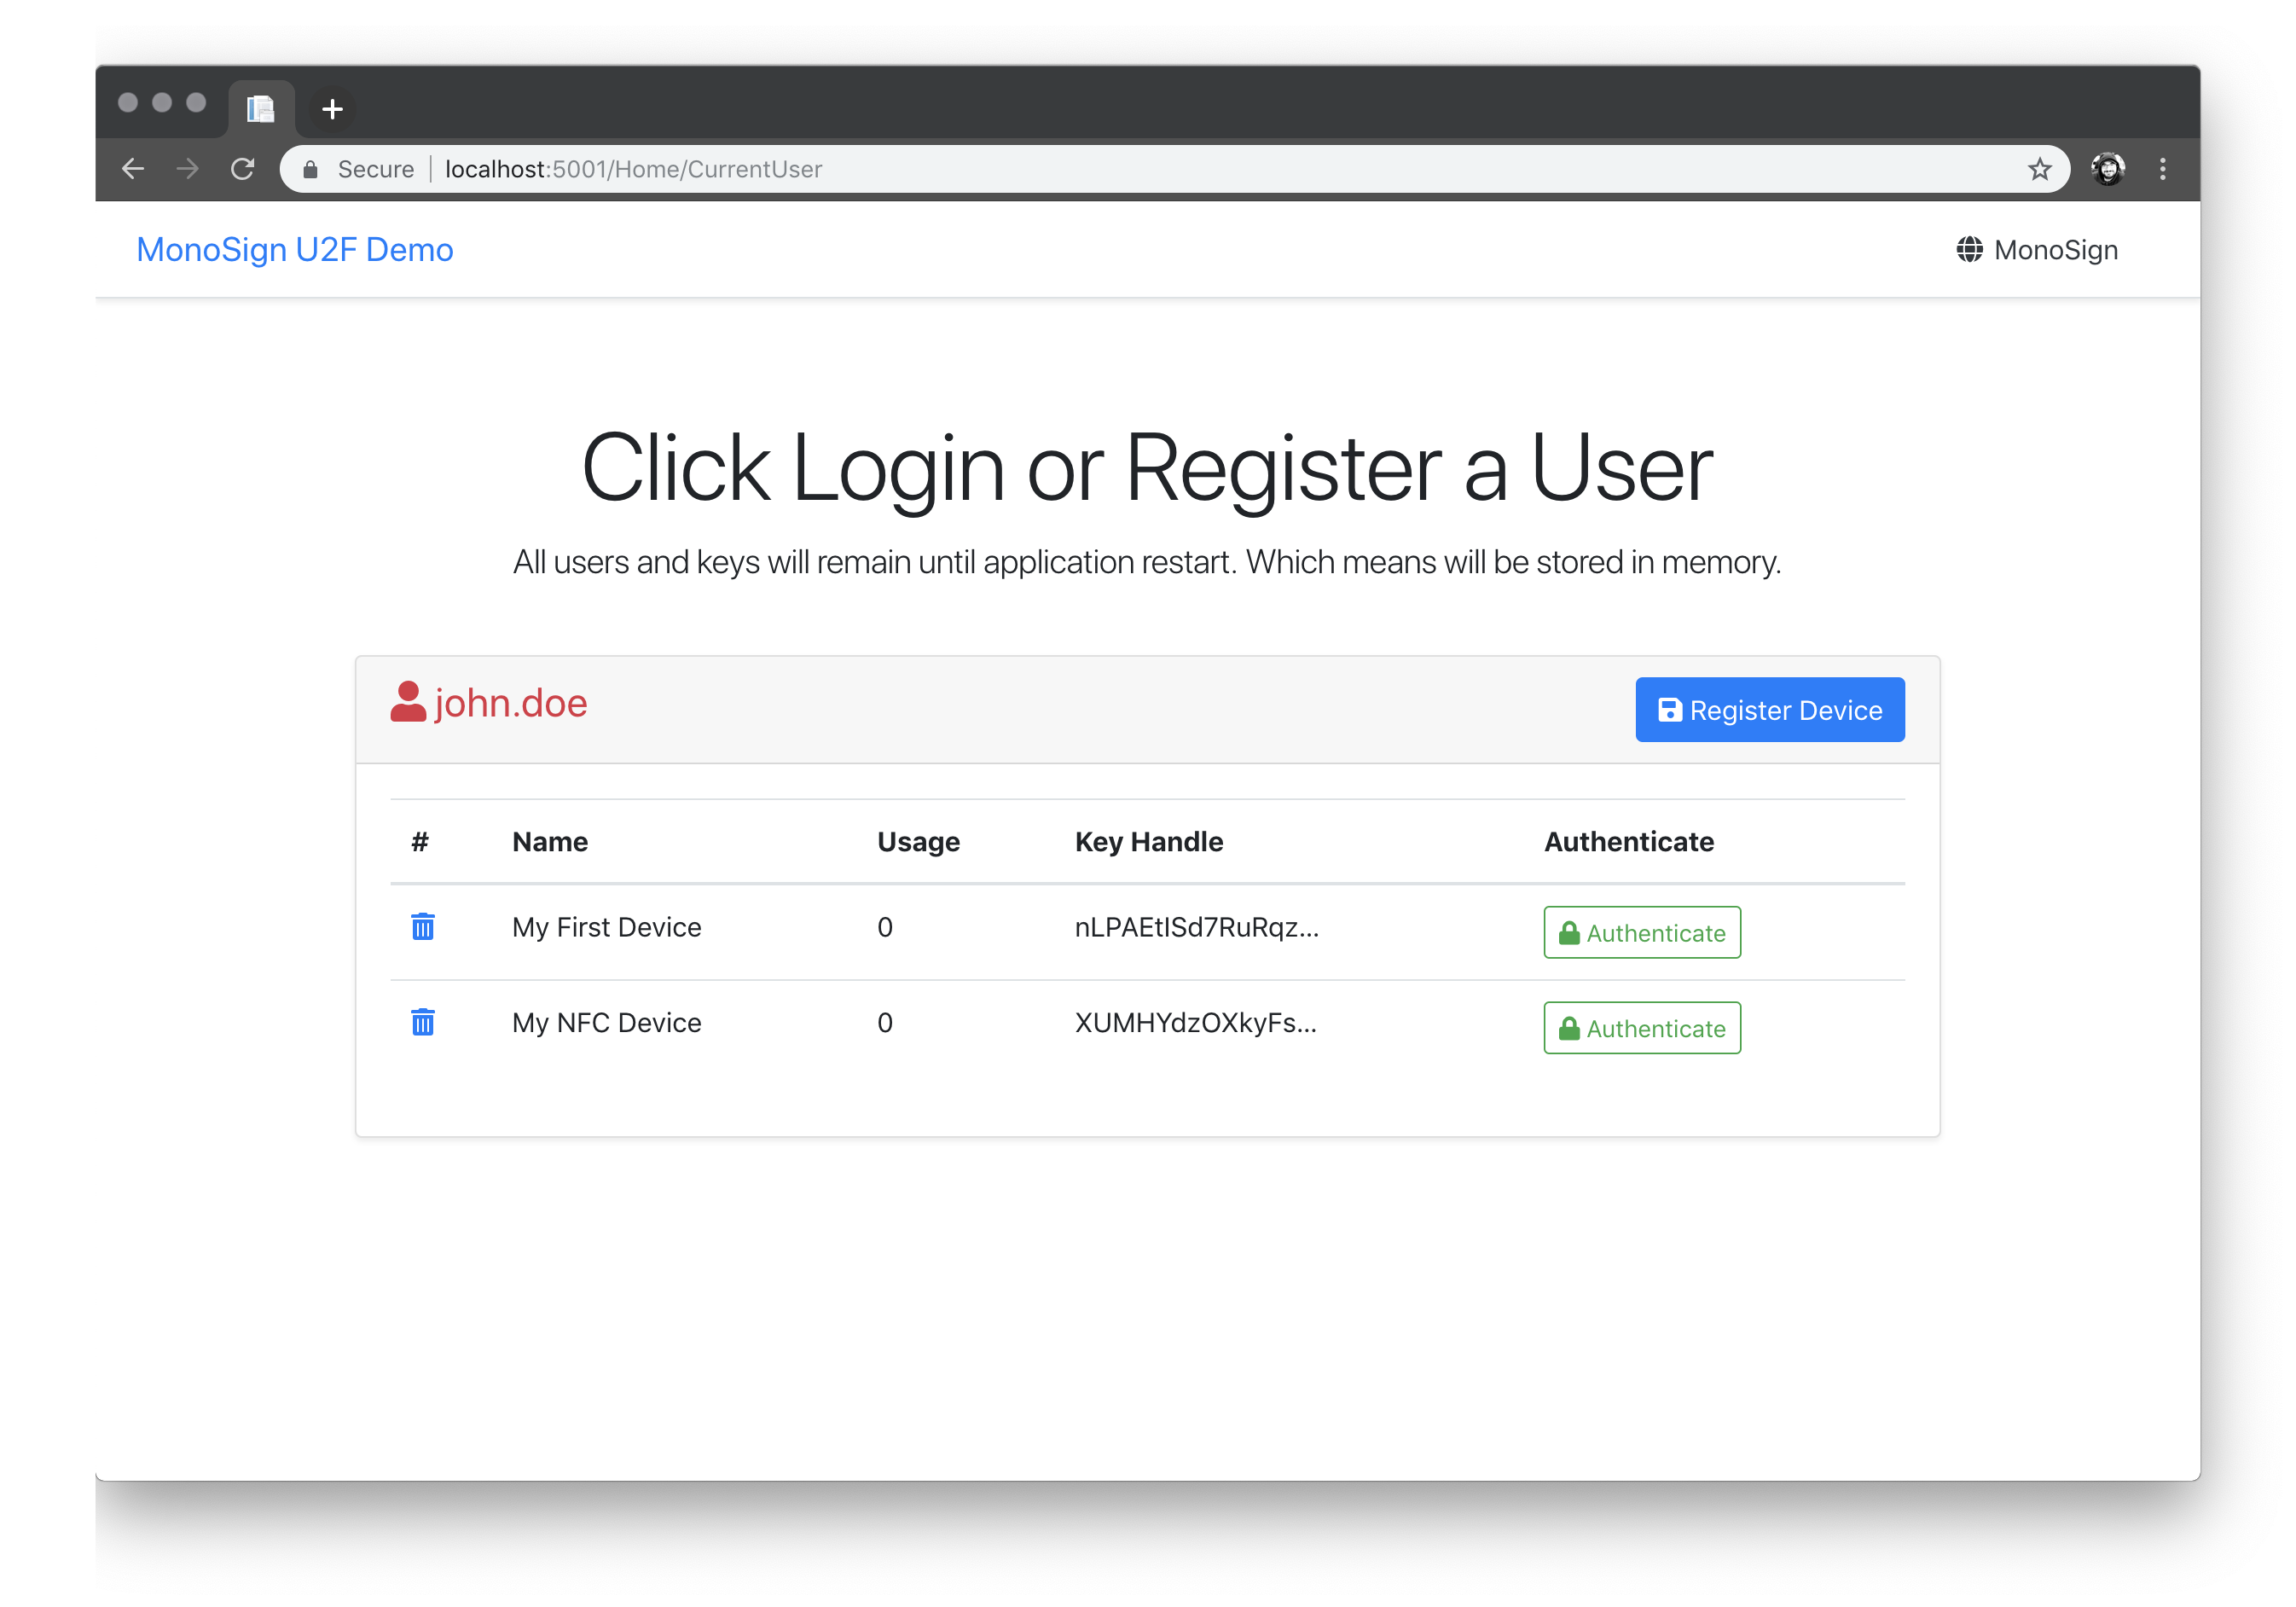 Secure | localhost:5001/Home/CurrentUser
MonoSign U2F Demo
MonoSign
Click Login or Register a User
All users and keys will remain until application restart. Which means will be stored in memory.
john.doe
Register Device
# Name Usage Key Handle Authenticate
My First Device 0 nLPAEtISd7RuRqz... Authenticate
My NFC Device 0 XUMHYdzOXkyFs... Authenticate